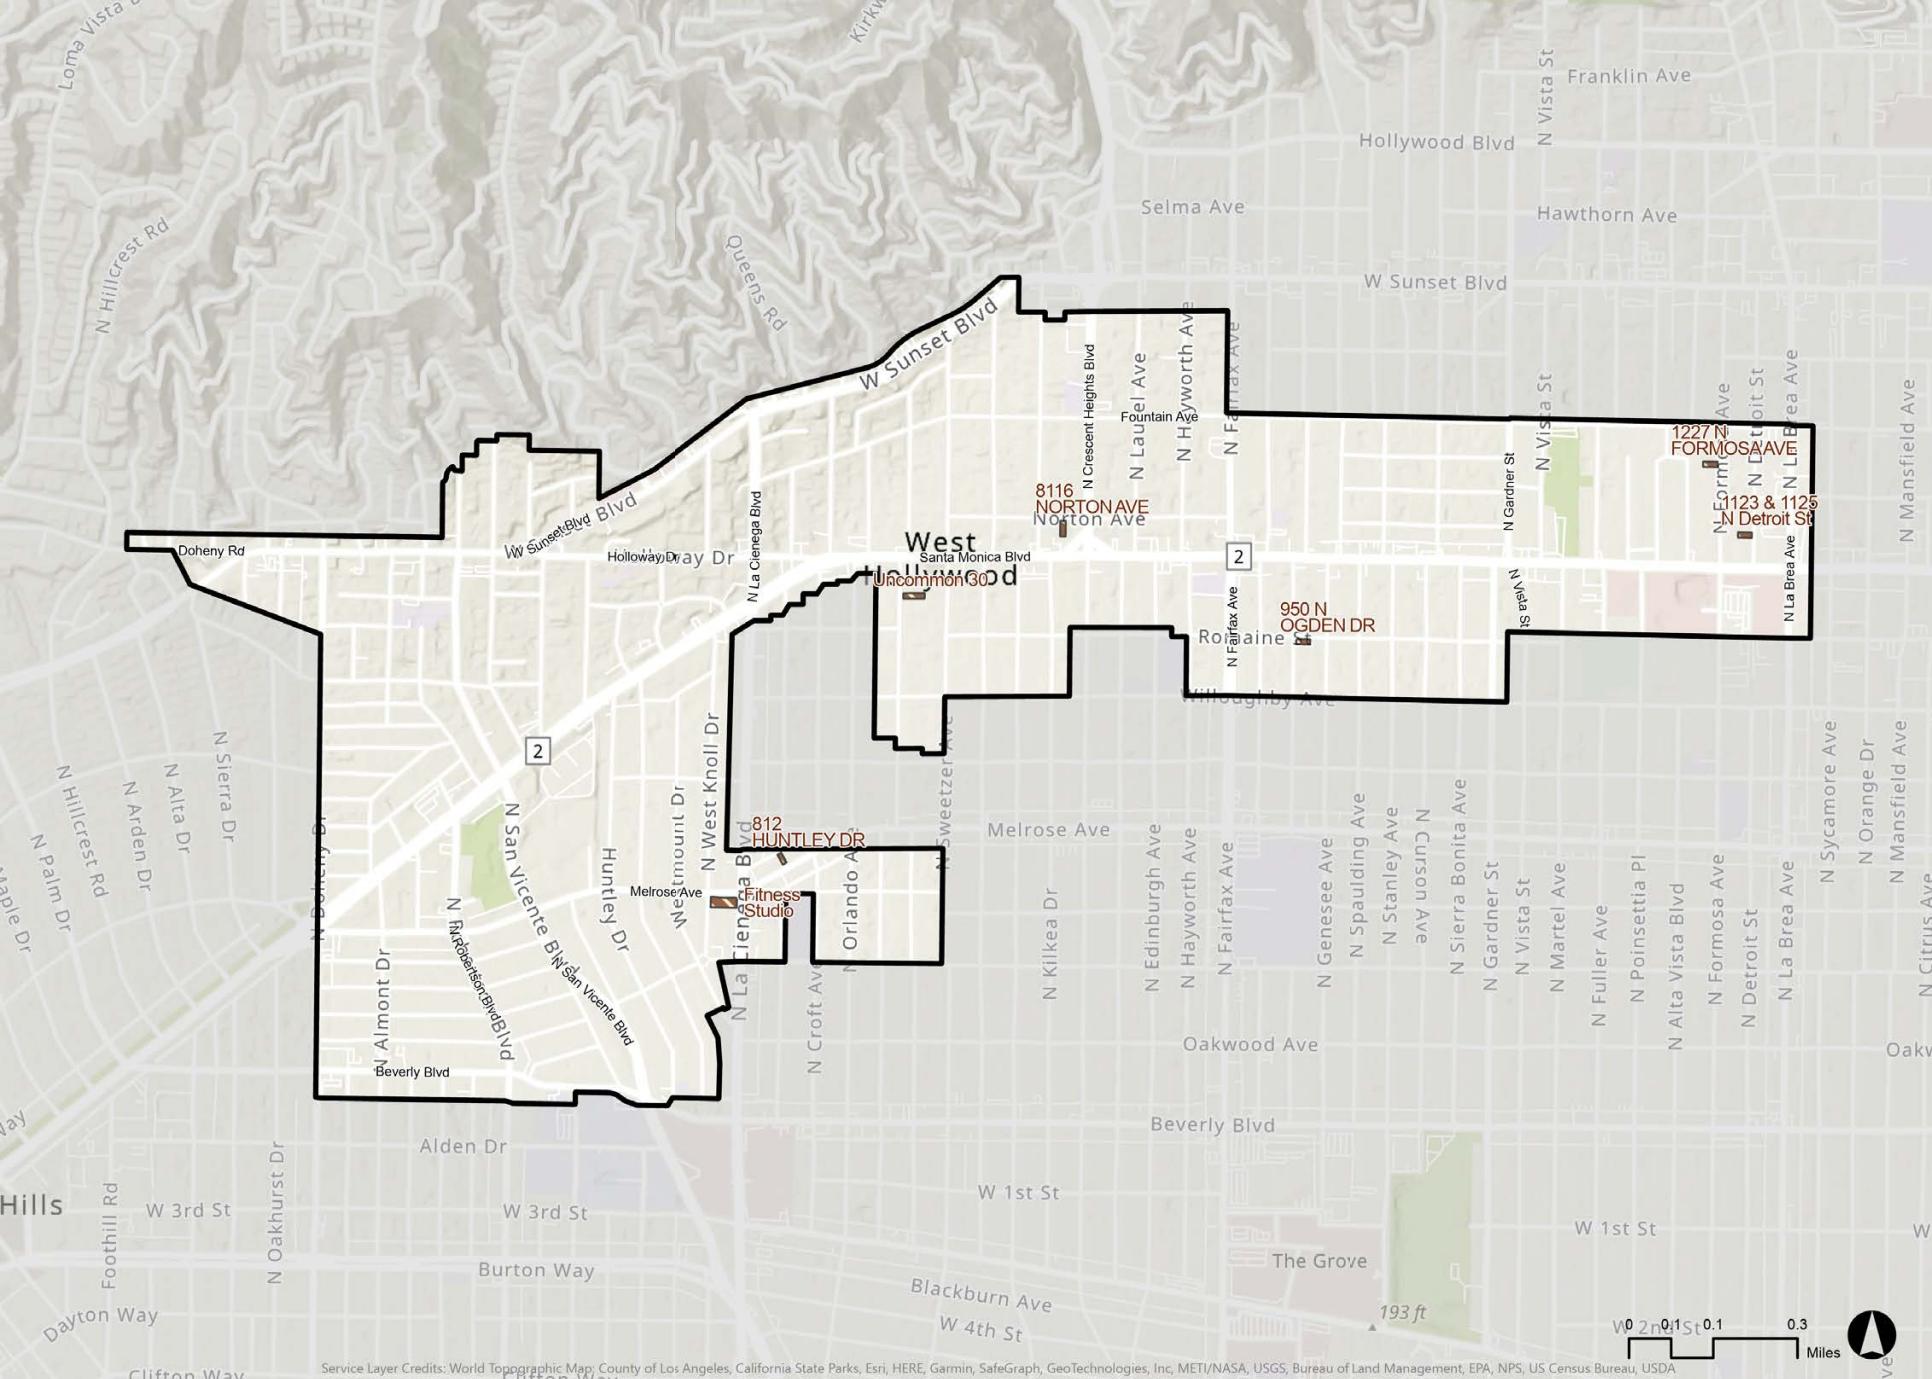 Loma Vista
Franklin Ave
N Vista St
Hollywood Blvd
Selma Ave
Hawthorn Ave
N Hillcrest Rd
Queens Rd
W Sunset Blvd
W Sunset Blvd
N Crescent Heights Blvd
N Laurel Ave
N Hayworth Ave
N Fairfax Ave
Fountain Ave
N Vista St
N Gardner St
1227 N
FORMOSA AVE
N Detroit St
N La Brea Ave
N Mansfield Ave
8116
NORTON AVE
Norton Ave
1123 & 1125
N Detroit St
Doheny Rd
W Sunset Blvd
Holloway Dr
N La Cienega Blvd
West
Hollywood
Santa Monica Blvd
Uncommon 30
2
N Fairfax Ave
950 N
OGDEN DR
Romaine St
N Vista St
N La Brea Ave
Willoughby Ave
2
N Sierra Dr
N Alta Dr
N Arden Dr
N Hillcrest Rd
N Palm Dr
Maple Dr
N Doheny Dr
N San Vicente Blvd
Huntley Dr
Westmount Dr
N West Knoll Dr
N La Cienega Blvd
812
HUNTLEY DR
Melrose Ave
Fitness
Studio
N Orlando Ave
N Sweetzer Ave
Melrose Ave
N Kilkea Dr
N Edinburgh Ave
N Hayworth Ave
N Fairfax Ave
N Genesee Ave
N Spaulding Ave
N Stanley Ave
N Curson Ave
N Sierra Bonita Ave
N Gardner St
N Vista St
N Martel Ave
N Fuller Ave
N Poinsettia Pl
N Alta Vista Blvd
N Formosa Ave
N Detroit St
N La Brea Ave
N Sycamore Ave
N Orange Dr
N Mansfield Ave
N Almont Dr
N Robertson Blvd
N San Vicente Blvd
N Croft Ave
Beverly Blvd
Oakwood Ave
Beverly Blvd
Alden Dr
Hills
Foothill Rd
W 3rd St
N Oakhurst Dr
W 3rd St
W 1st St
W 1st St
Burton Way
The Grove
Blackburn Ave
W 4th St
193 ft
W 2nd St
Dayton Way
Clifton Way
0 0.1 0.1 0.3
Miles
Service Layer Credits: World Topographic Map: County of Los Angeles, California State Parks, Esri, HERE, Garmin, SafeGraph, GeoTechnologies, Inc, METI/NASA, USGS, Bureau of Land Management, EPA, NPS, US Census Bureau, USDA